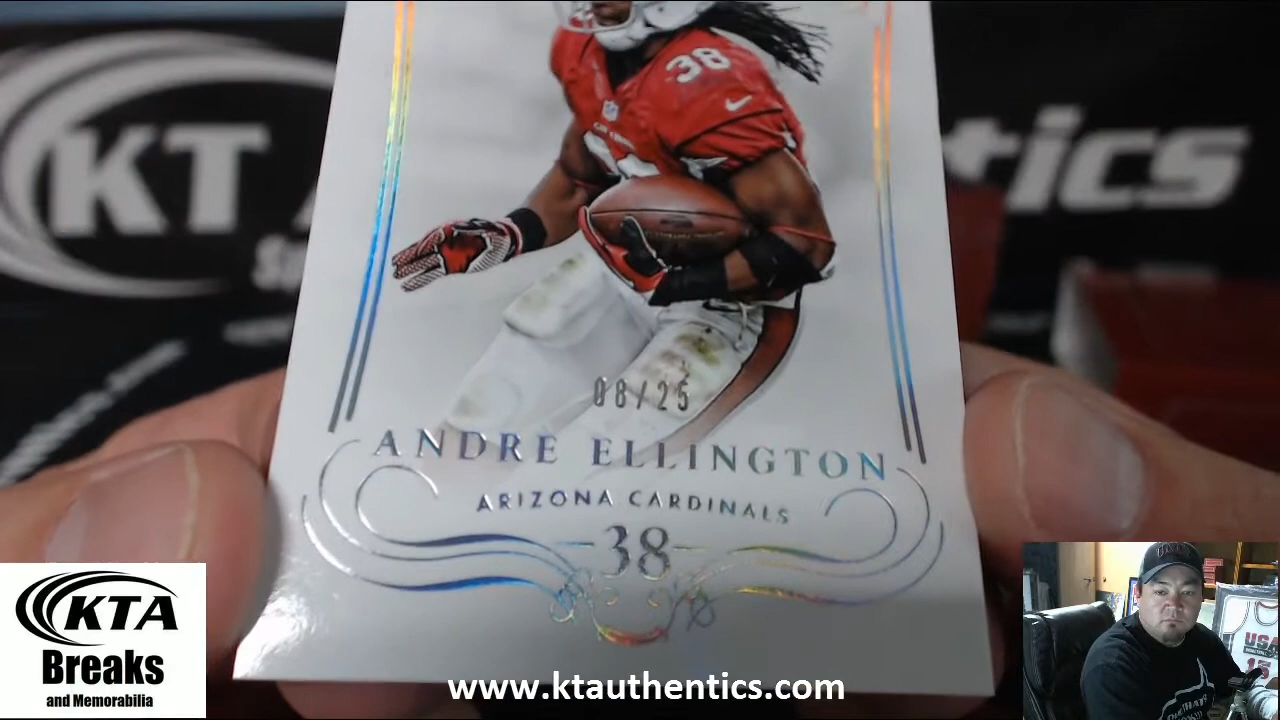 KTA
tics
38
08/25
ANDRE ELLINGTON
ARIZONA CARDINALS
38
KTA
Breaks
and Memorabilia
www.ktauthentics.com
USA